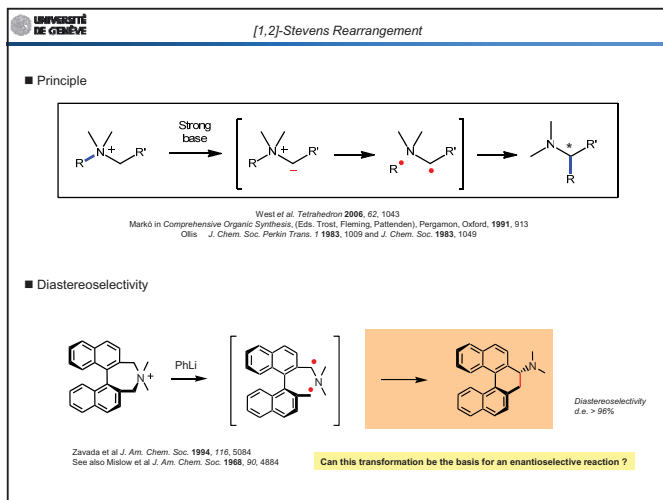 UNIVERSITÉ
DE GENÈVE
[1,2]-Stevens Rearrangement
■ Principle
Strong
base
R N + R'
R N + R' –
R • N R' •
N * R' R
West et al. Tetrahedron 2006, 62, 1043
Markó in Comprehensive Organic Synthesis, (Eds. Trost, Fleming, Pattenden), Pergamon, Oxford, 1991, 913
Ollis J. Chem. Soc. Perkin Trans. 1 1983, 1009 and J. Chem. Soc. 1983, 1049
■ Diastereoselectivity
N +
PhLi
N
N
Diastereoselectivity
d.e. > 96%
Zavada et al J. Am. Chem. Soc. 1994, 116, 5084
See also Mislow et al J. Am. Chem. Soc. 1968, 90, 4884
Can this transformation be the basis for an enantioselective reaction ?